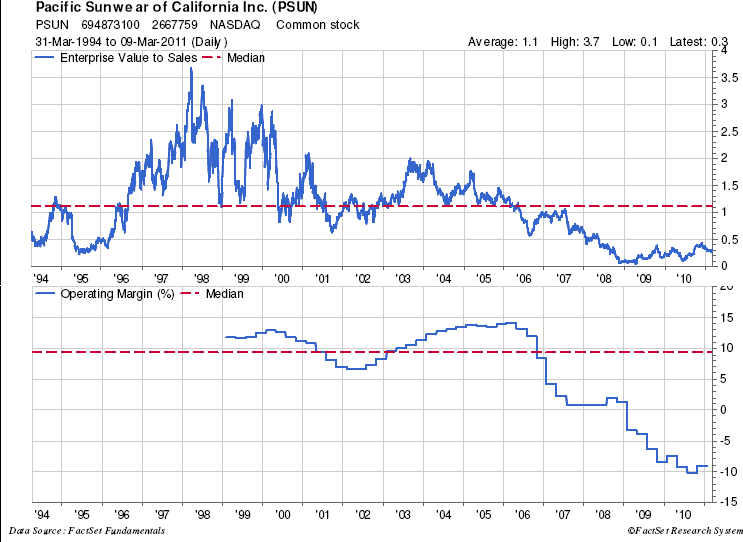 Pacific Sunwear of California Inc. (PSUN)
PSUN 694873100 2667759 NASDAQ Common stock
31-Mar-1994 to 09-Mar-2011 (Daily) Average: 1.1 High: 3.7 Low: 0.1 Latest: 0.3
Enterprise Value to Sales Median
4
3.5
3
2.5
2
1.5
1
0.5
0
'94 '95 '96 '97 '98 '99 '00 '01 '02 '03 '04 '05 '06 '07 '08 '09 '10
Operating Margin (%) Median
20
15
10
5
0
-5
-10
-15
'94 '95 '96 '97 '98 '99 '00 '01 '02 '03 '04 '05 '06 '07 '08 '09 '10
Data Source: FactSet Fundamentals ©FactSet Research System